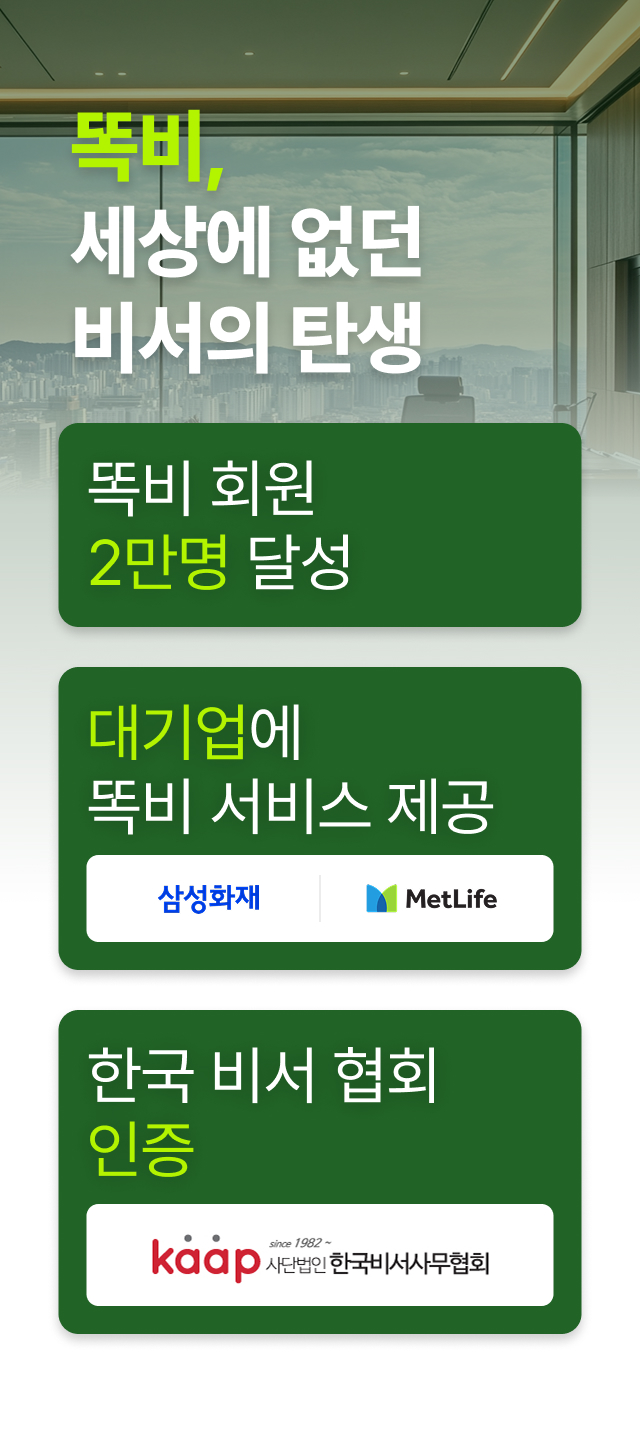 똑비,
세상에 없던
비서의 탄생
똑비 회원
2만명 달성
대기업에
똑비 서비스 제공
삼성화재
MetLife
한국 비서 협회
인증
kaap
since 1982 ~
사단법인 한국비서사무협회